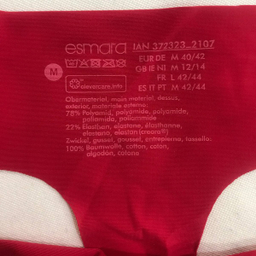 esmara IAN 372323_2107
EUR DE M 40/42
GB IE NI M 12/14
M
FR L 42/44
clevercare.info
ES IT PT M 42/44
Obermaterial, main material, dessus,
exterior, materiale esterno:
78% Polyamid, polyamide, polyamide,
poliamida, poliammide
22% Elasthan, elastane, élasthanne,
elastano, elastan
Zwickel, gusset, gousset, entrepierna, tassello:
100% Baumwolle, cotton, coton,
algodón, cotone